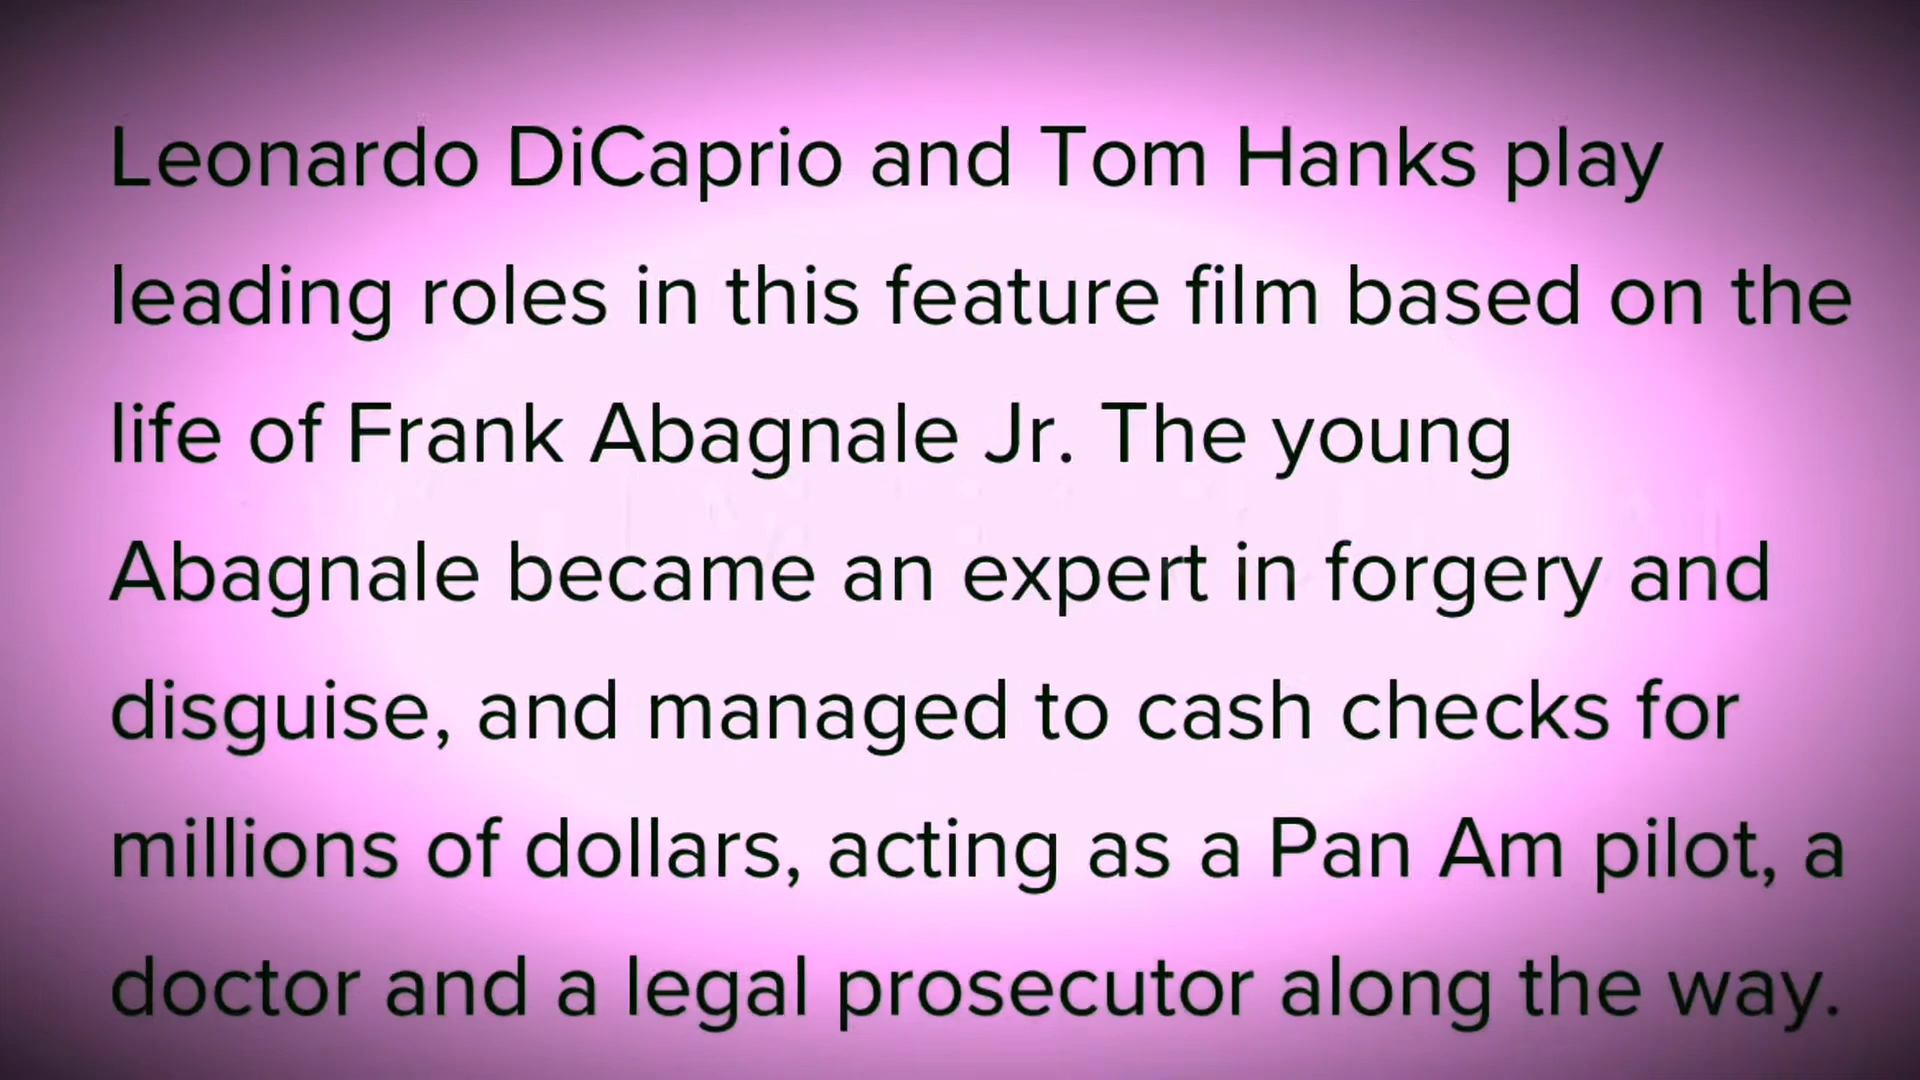 Leonardo DiCaprio and Tom Hanks play
leading roles in this feature film based on the
life of Frank Abagnale Jr. The young
Abagnale became an expert in forgery and
disguise, and managed to cash checks for
millions of dollars, acting as a Pan Am pilot, a
doctor and a legal prosecutor along the way.